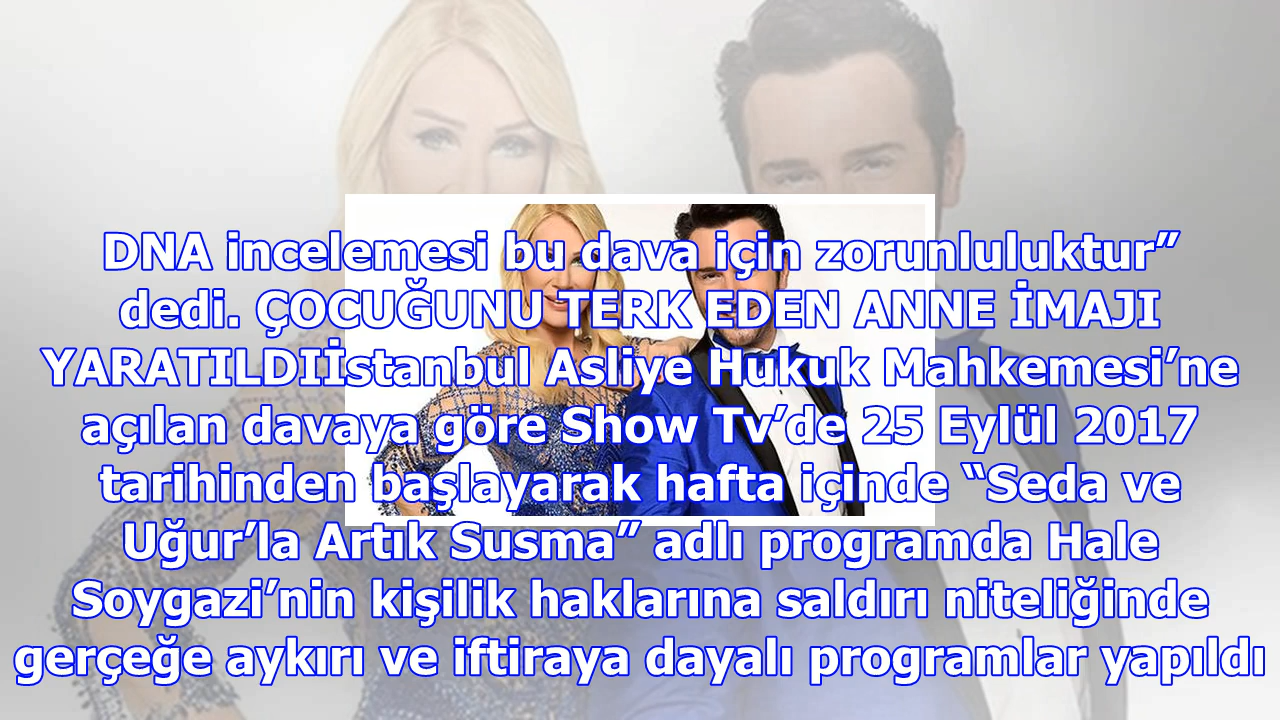 DNA incelemesi bu dava için zorunluluktur”
dedi. ÇOCUĞUNU TERK EDEN ANNE İMAJI
YARATILDIİstanbul Asliye Hukuk Mahkemesi’ne
açılan davaya göre Show Tv’de 25 Eylül 2017
tarihinden başlayarak hafta içinde “Seda ve
Uğur’la Artık Susma” adlı programda Hale
Soygazi’nin kişilik haklarına saldırı niteliğinde
gerçeğe aykırı ve iftiraya dayalı programlar yapıldı